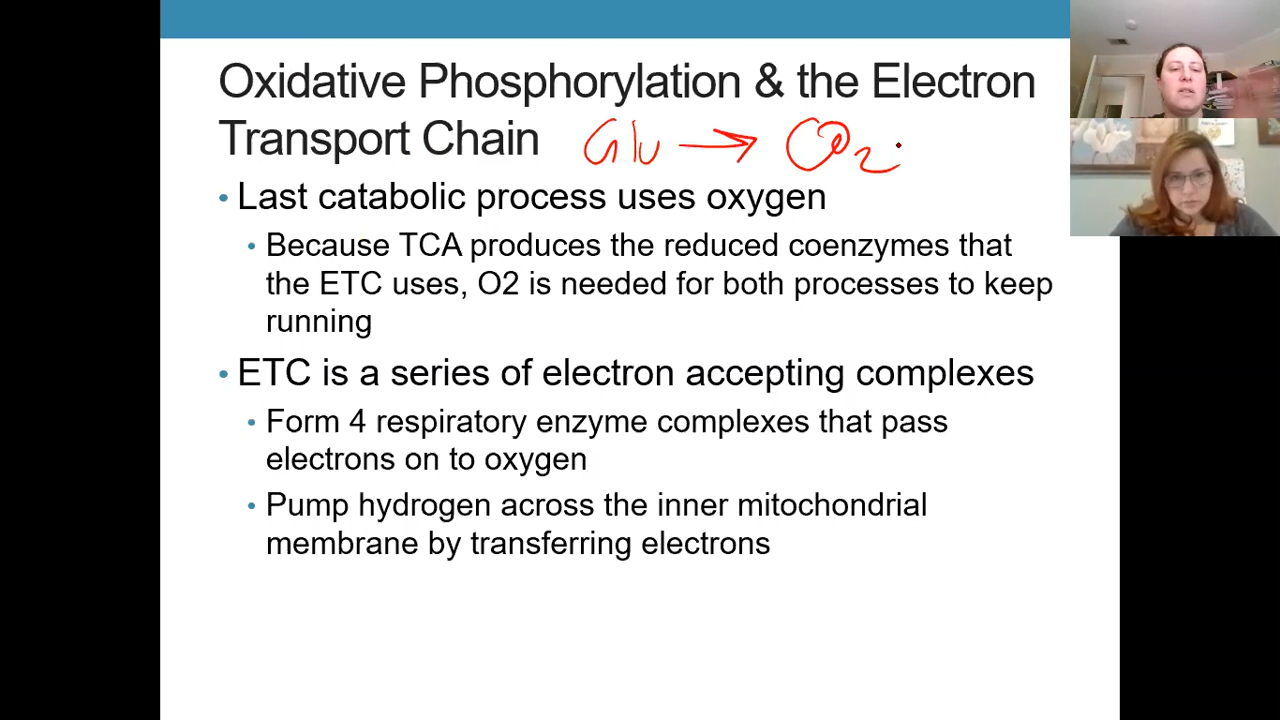 Oxidative Phosphorylation & the Electron
Transport Chain Glu → CO2
• Last catabolic process uses oxygen
• Because TCA produces the reduced coenzymes that
the ETC uses, O2 is needed for both processes to keep
running
• ETC is a series of electron accepting complexes
• Form 4 respiratory enzyme complexes that pass
electrons on to oxygen
• Pump hydrogen across the inner mitochondrial
membrane by transferring electrons